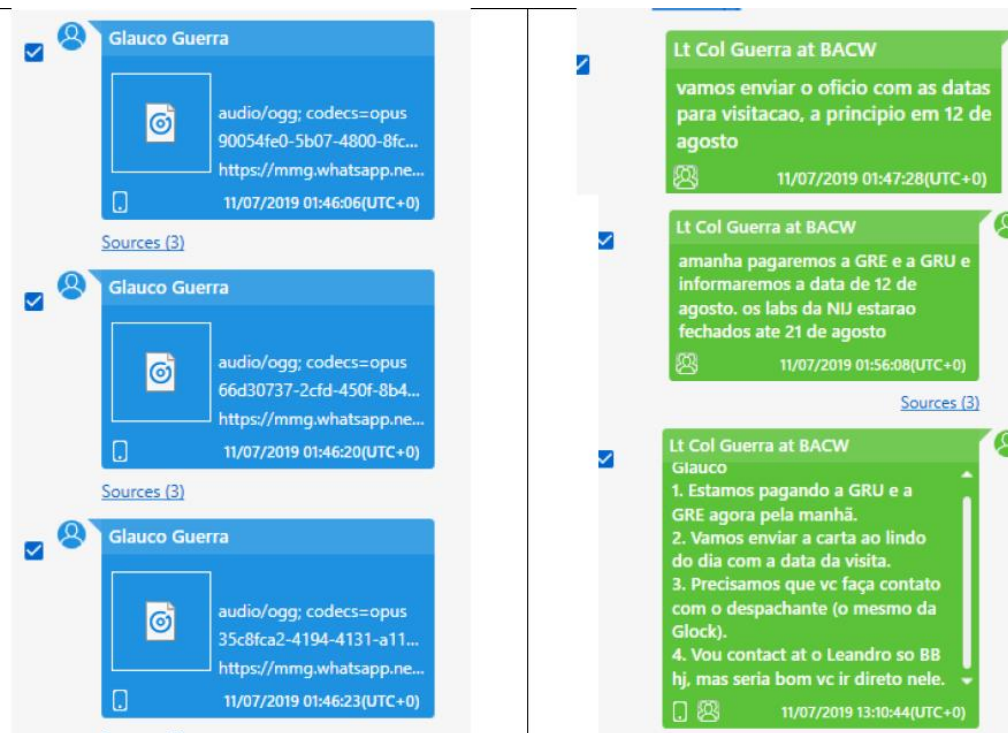 Glauco Guerra
audio/ogg; codecs=opus
90054fe0-5b07-4800-8fc...
https://mmg.whatsapp.ne...
11/07/2019 01:46:06(UTC+0)
Sources (3)
Glauco Guerra
audio/ogg; codecs=opus
66d30737-2cfd-450f-8b4...
https://mmg.whatsapp.ne...
11/07/2019 01:46:20(UTC+0)
Sources (3)
Glauco Guerra
audio/ogg; codecs=opus
35c8fca2-4194-4131-a11...
https://mmg.whatsapp.ne...
11/07/2019 01:46:23(UTC+0)
Lt Col Guerra at BACW
vamos enviar o oficio com as datas
para visitacao, a principio em 12 de
agosto
11/07/2019 01:47:28(UTC+0)
Lt Col Guerra at BACW
amanha pagaremos a GRE e a GRU e
informaremos a data de 12 de
agosto. os labs da NIJ estarao
fechados ate 21 de agosto
11/07/2019 01:56:08(UTC+0)
Sources (3)
Lt Col Guerra at BACW
Glauco
1. Estamos pagando a GRU e a
GRE agora pela manhã.
2. Vamos enviar a carta ao lindo
do dia com a data da visita.
3. Precisamos que vc faça contato
com o despachante (o mesmo da
Glock).
4. Vou contact at o Leandro so BB
hj, mas seria bom vc ir direto nele.
11/07/2019 13:10:44(UTC+0)